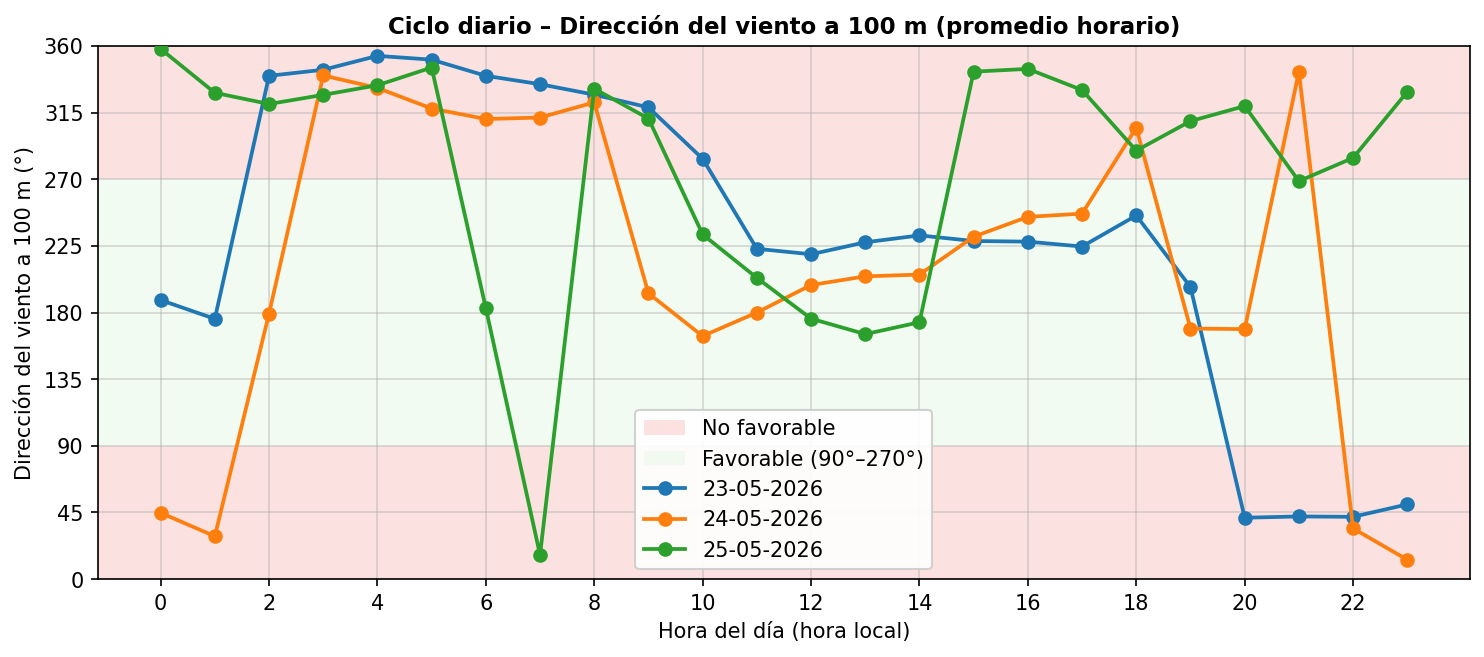 Ciclo diario – Dirección del viento a 100 m (promedio horario)
Dirección del viento a 100 m (°)
360
315
270
225
180
135
90
45
0
No favorable
Favorable (90°–270°)
23-05-2026
24-05-2026
25-05-2026
0 2 4 6 8 10 12 14 16 18 20 22
Hora del día (hora local)